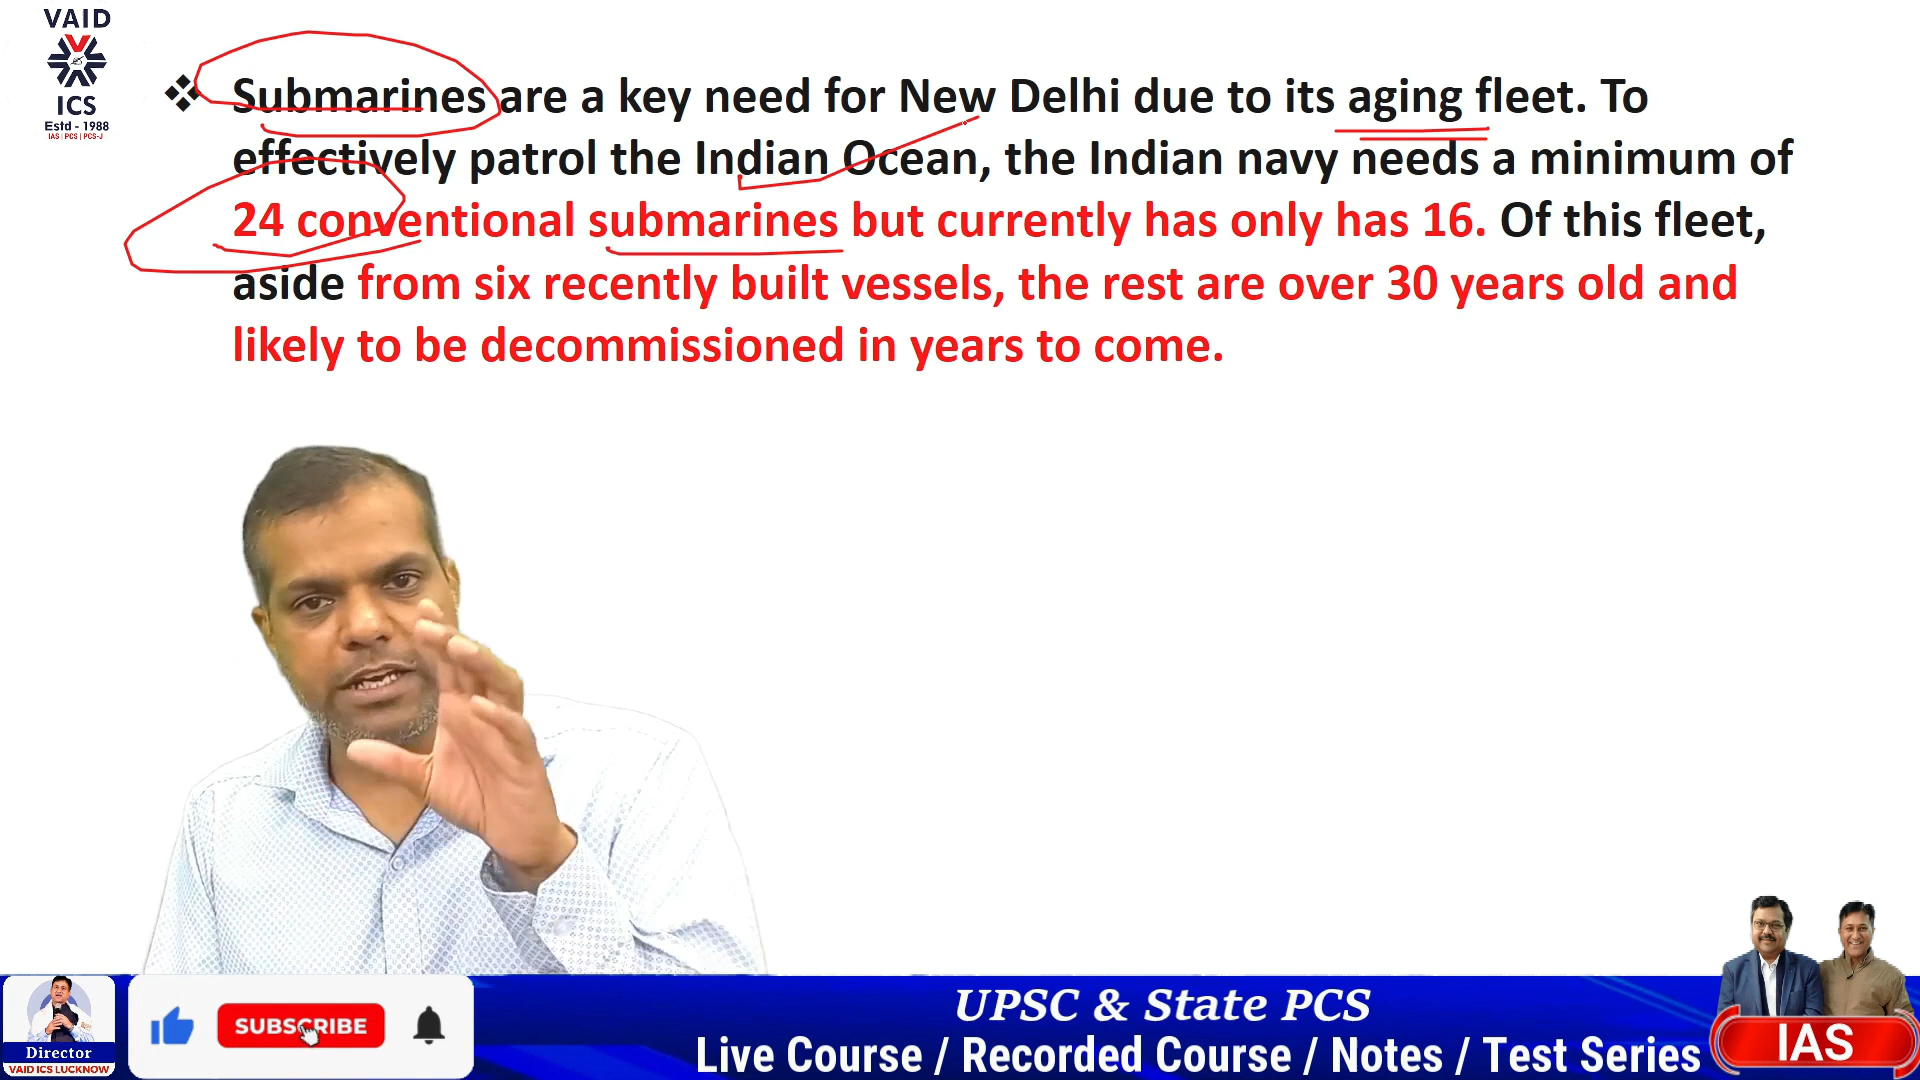 VAID
ICS
Estd - 1988
IAS | PCS | PCS-J
❖ Submarines are a key need for New Delhi due to its aging fleet. To
effectively patrol the Indian Ocean, the Indian navy needs a minimum of
24 conventional submarines but currently has only has 16. Of this fleet,
aside from six recently built vessels, the rest are over 30 years old and
likely to be decommissioned in years to come.
Director
VAID ICS LUCKNOW
SUBSCRIBE
UPSC & State PCS
Live Course / Recorded Course / Notes / Test Series
IAS